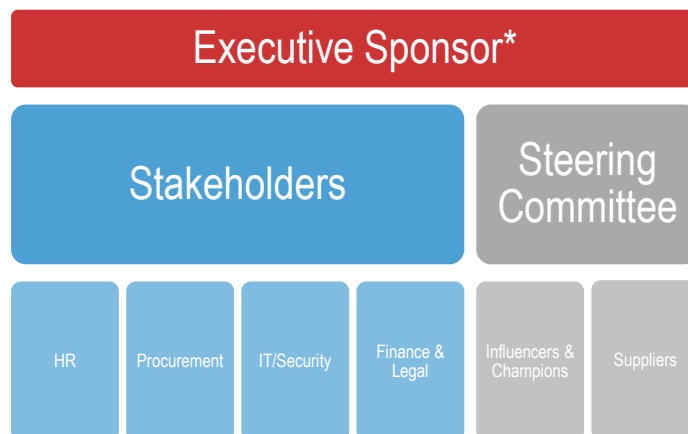 Executive Sponsor*
Stakeholders
Steering
Committee
HR
Procurement
IT/Security
Finance &
Legal
Influencers &
Champions
Suppliers